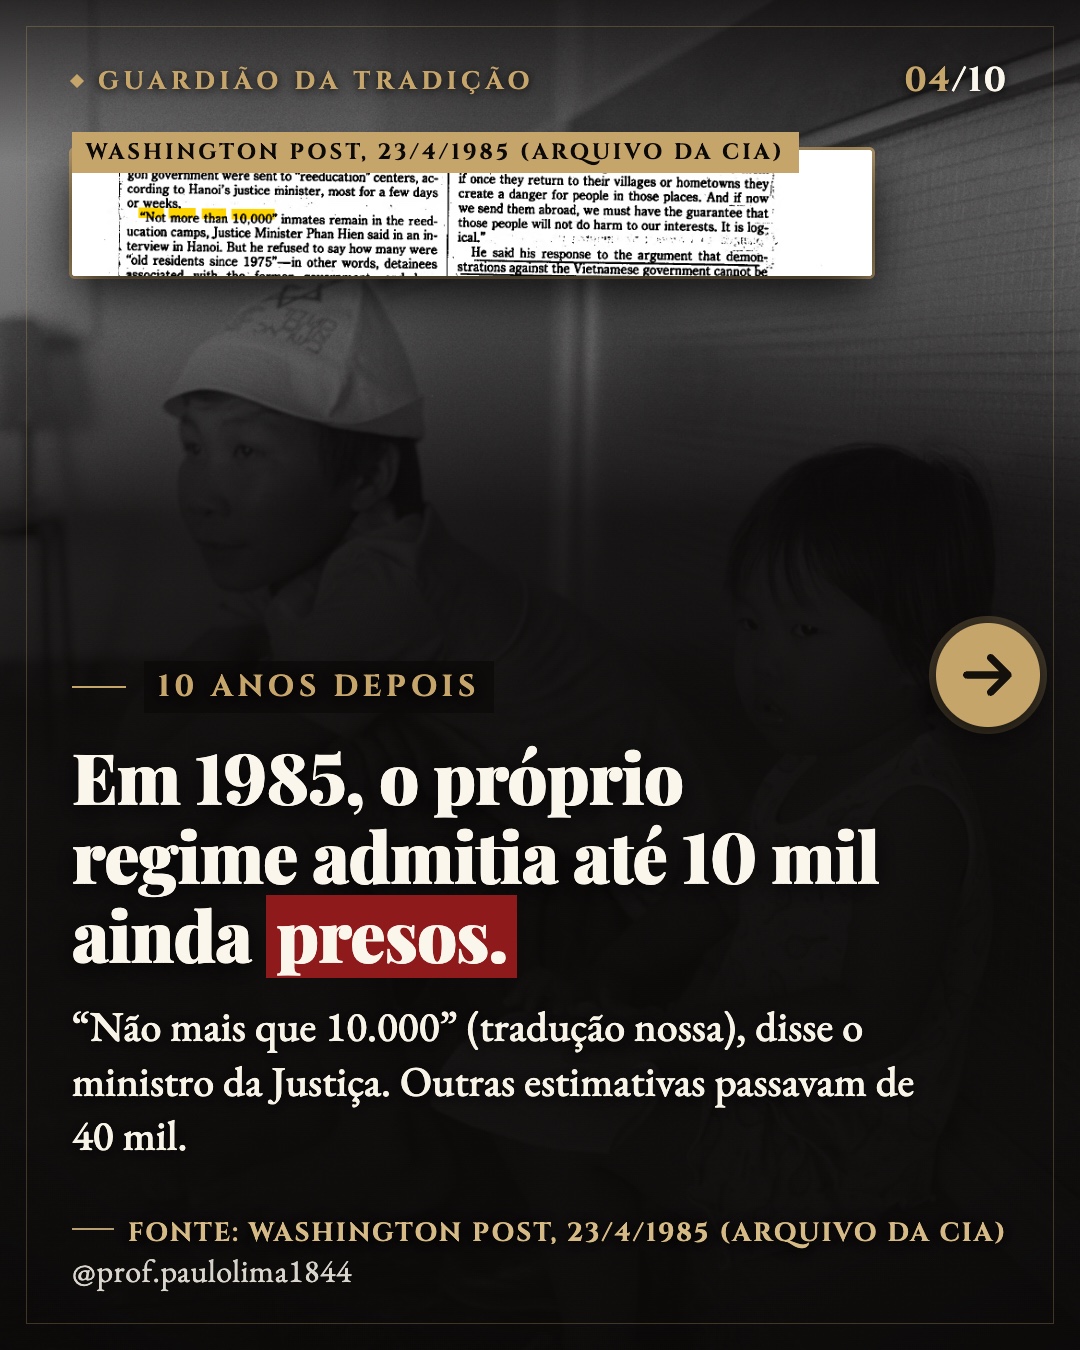 GUARDIÃO DA TRADIÇÃO
04/10
WASHINGTON POST, 23/4/1985 (ARQUIVO DA CIA)
gon government were sent to "reeducation" centers, ac-
cording to Hanoi's justice minister, most for a few days
or weeks.
"Not more than 10,000" inmates remain in the reed-
ucation camps, Justice Minister Phan Hien said in an in-
terview in Hanoi. But he refused to say how many were
"old residents since 1975"—in other words, detainees
associated with the former
if once they return to their villages or hometowns they
create a danger for people in those places. And if now
we send them abroad, we must have the guarantee that
those people will not do harm to our interests. It is log-
ical."
He said his response to the argument that demon-
strations against the Vietnamese government cannot be
10 ANOS DEPOIS
Em 1985, o próprio
regime admitia até 10 mil
ainda presos.
“Não mais que 10.000” (tradução nossa), disse o
ministro da Justiça. Outras estimativas passavam de
40 mil.
FONTE: WASHINGTON POST, 23/4/1985 (ARQUIVO DA CIA)
@prof.paulolima1844